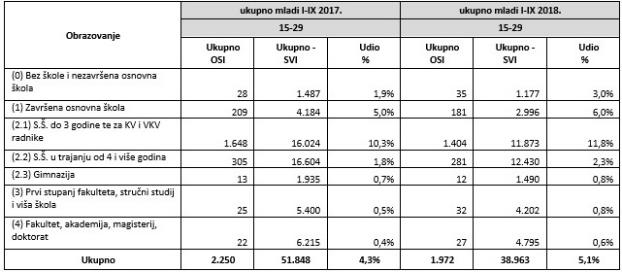 Obrazovanje ukupno mladi I-IX 2017. ukupno mladi I-IX 2018.
15-29 15-29
Ukupno OSI Ukupno - SVI Udio % Ukupno OSI Ukupno - SVI Udio %
(0) Bez škole i nezavršena osnovna
škola 28 1.487 1,9% 35 1.177 3,0%
(1) Završena osnovna škola 209 4.184 5,0% 181 2.996 6,0%
(2.1) S.Š. do 3 godine te za KV i VKV
radnike 1.648 16.024 10,3% 1.404 11.873 11,8%
(2.2) S.Š. u trajanju od 4 i više godina 305 16.604 1,8% 281 12.430 2,3%
(2.3) Gimnazija 13 1.935 0,7% 12 1.490 0,8%
(3) Prvi stupanj fakulteta, stručni studij
i viša škola 25 5.400 0,5% 32 4.202 0,8%
(4) Fakultet, akademija, magisterij,
doktorat 22 6.215 0,4% 27 4.795 0,6%
Ukupno 2.250 51.848 4,3% 1.972 38.963 5,1%